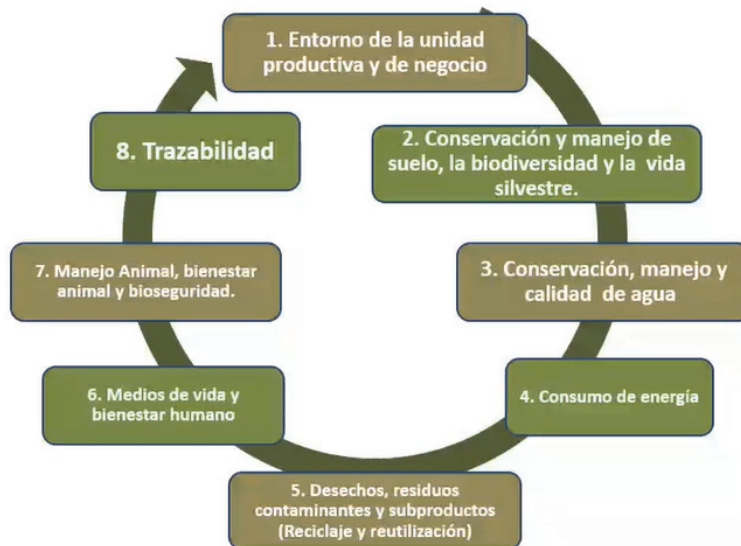 1. Entorno de la unidad
productiva y de negocio
2. Conservación y manejo de
suelo, la biodiversidad y la vida
silvestre.
3. Conservación, manejo y
calidad de agua
4. Consumo de energía
5. Desechos, residuos
contaminantes y subproductos
(Reciclaje y reutilización)
6. Medios de vida y
bienestar humano
7. Manejo Animal, bienestar
animal y bioseguridad.
8. Trazabilidad